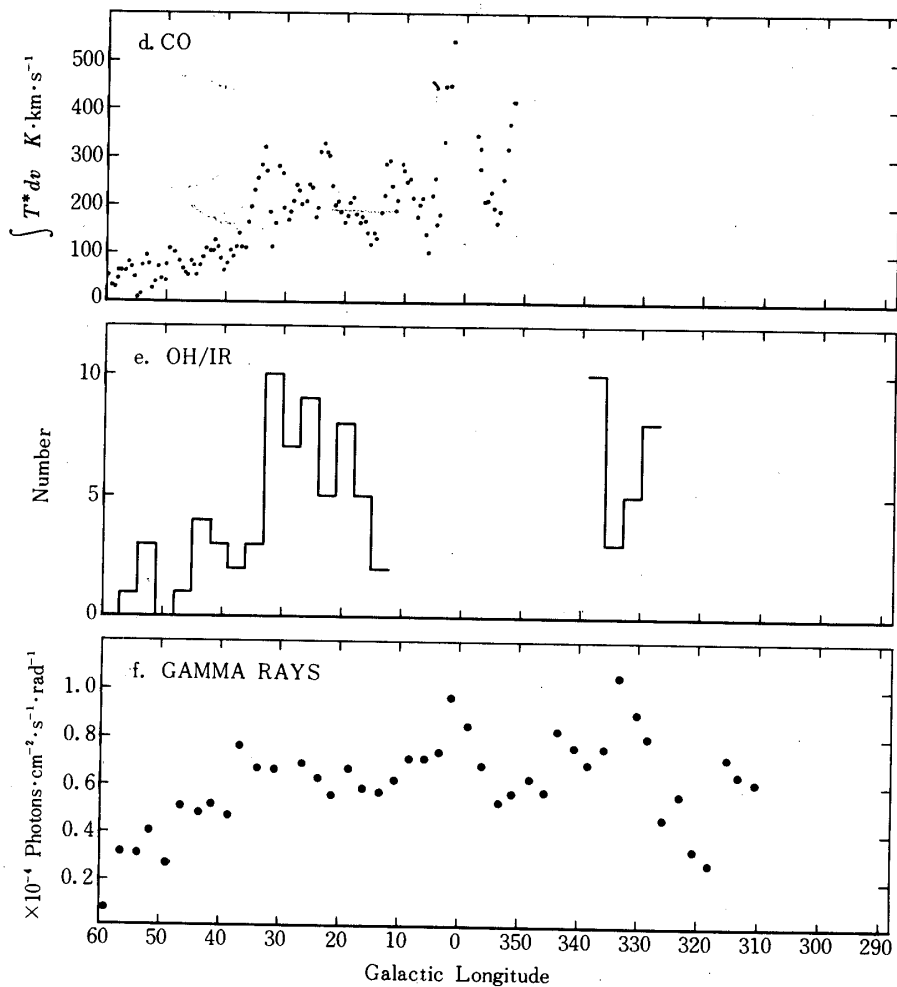 d. CO
500
400
300
200
100
0
∫ T* dv K·km·s⁻¹
e. OH/IR
10
5
0
Number
f. GAMMA RAYS
1.0
0.8
0.6
0.4
0.2
×10⁻⁴ Photons·cm⁻²·s⁻¹·rad⁻¹
60 50 40 30 20 10 0 350 340 330 320 310 300 290
Galactic Longitude